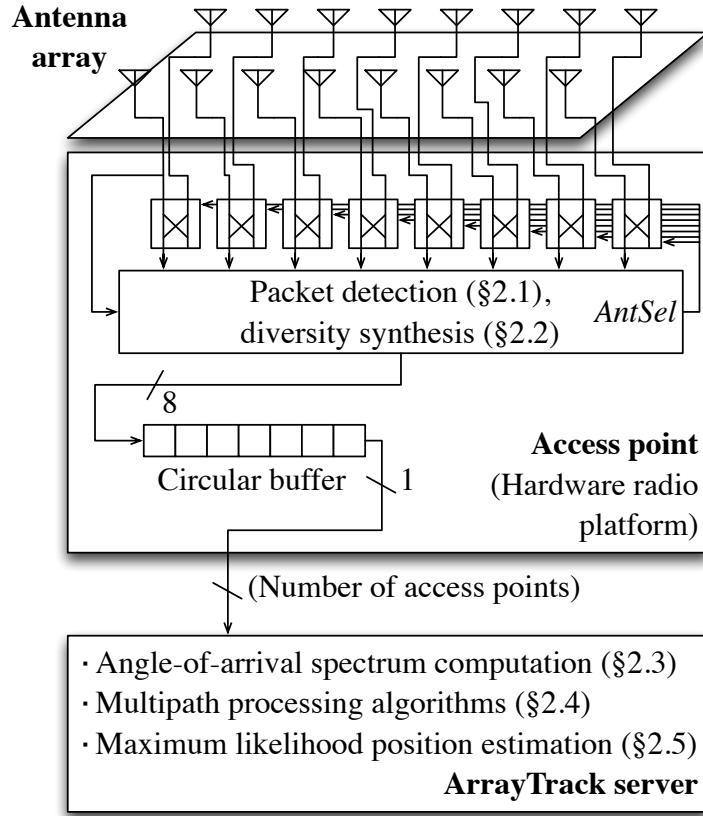 Antenna
array
Packet detection (§2.1),
diversity synthesis (§2.2)
AntSel
8
Circular buffer
1
Access point
(Hardware radio
platform)
(Number of access points)
· Angle-of-arrival spectrum computation (§2.3)
· Multipath processing algorithms (§2.4)
· Maximum likelihood position estimation (§2.5)
ArrayTrack server